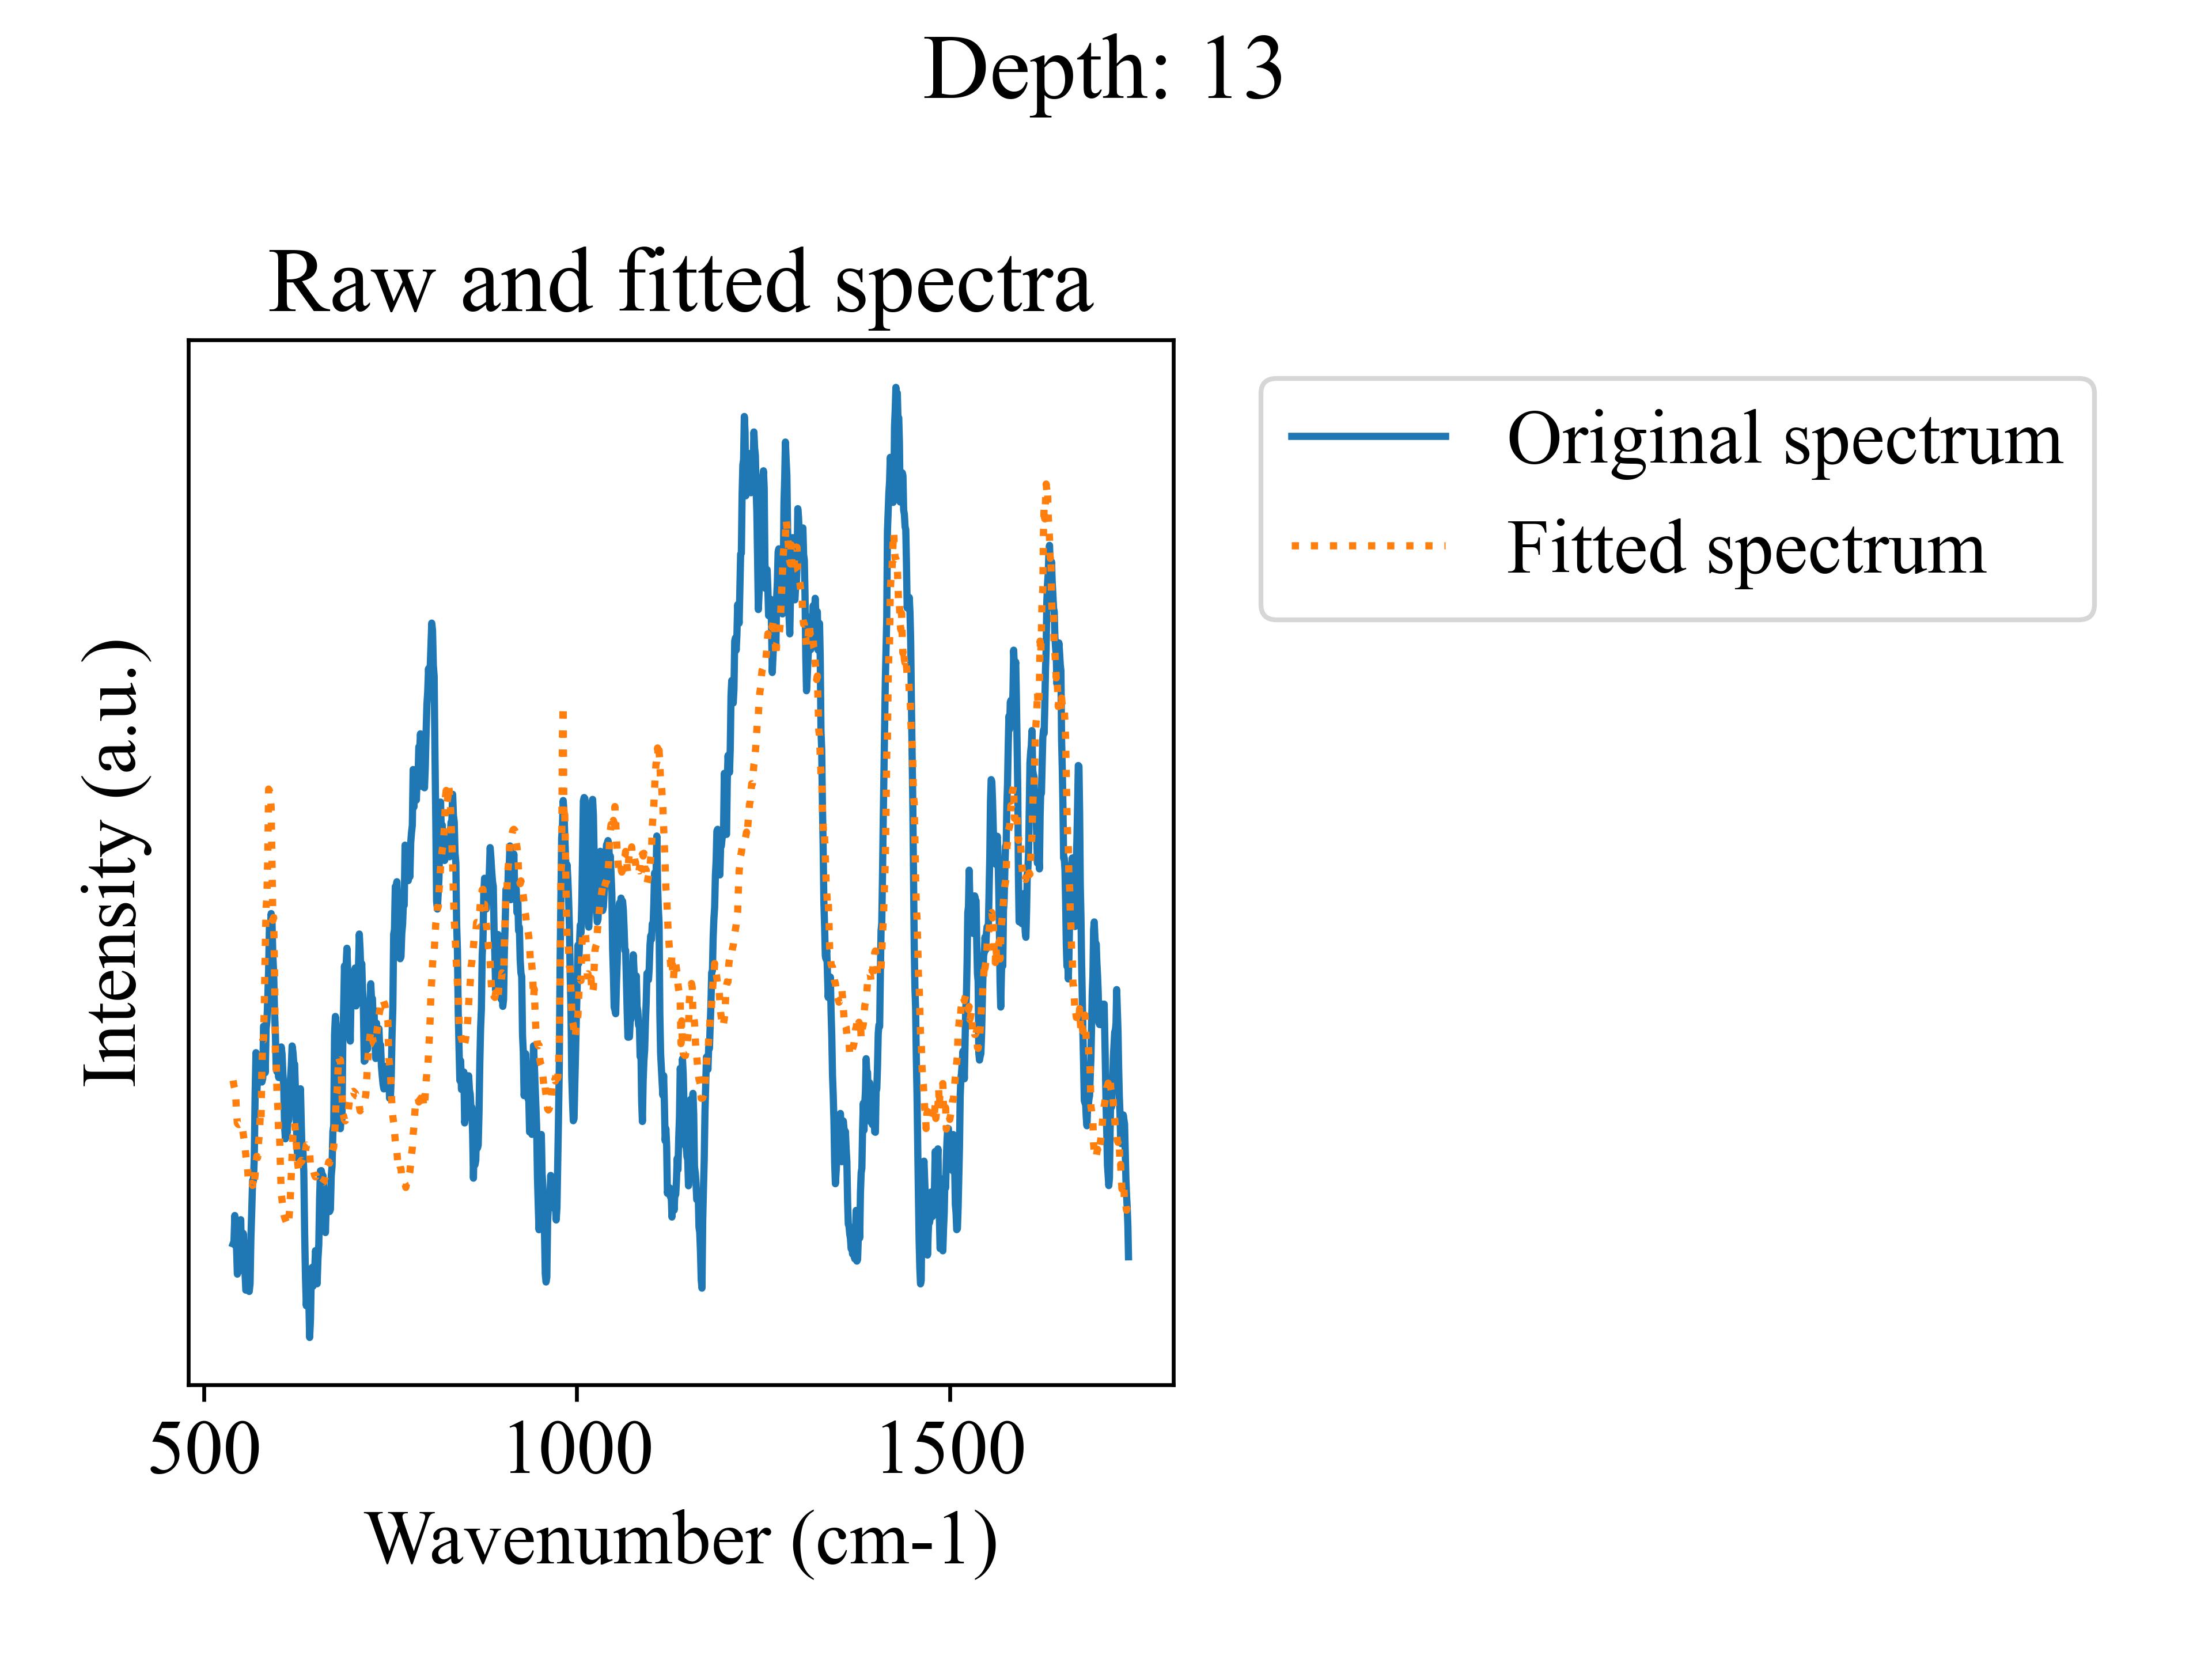 Depth: 13
Raw and fitted spectra
Original spectrum
Fitted spectrum
Intensity (a.u.)
500
1000
1500
Wavenumber (cm-1)